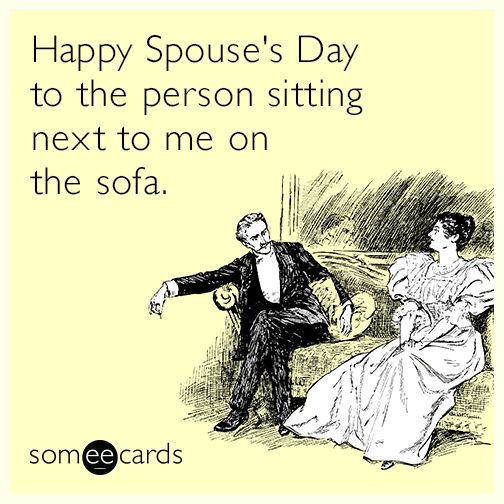 Happy Spouse's Day
to the person sitting
next to me on
the sofa.
someecards